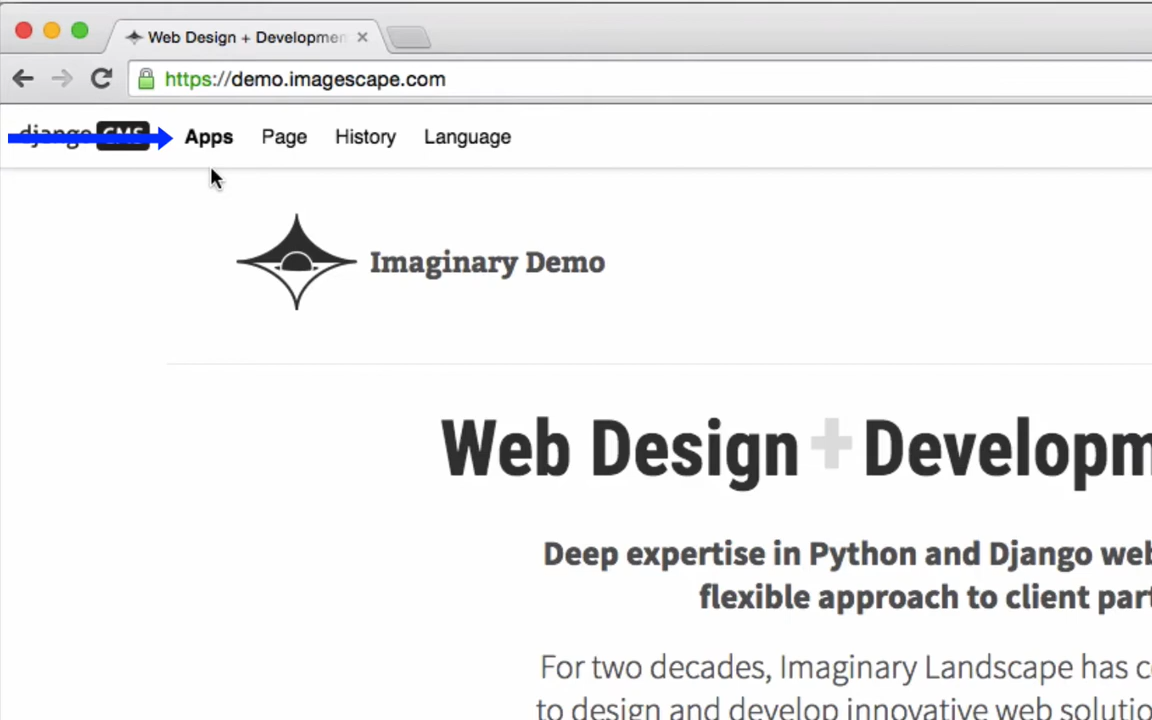 Web Design + Developmen
https://demo.imagescape.com
django CMS Apps Page History Language
Imaginary Demo
Web Design + Developm
Deep expertise in Python and Django web
flexible approach to client part
For two decades, Imaginary Landscape has co
to design and develop innovative web solutio